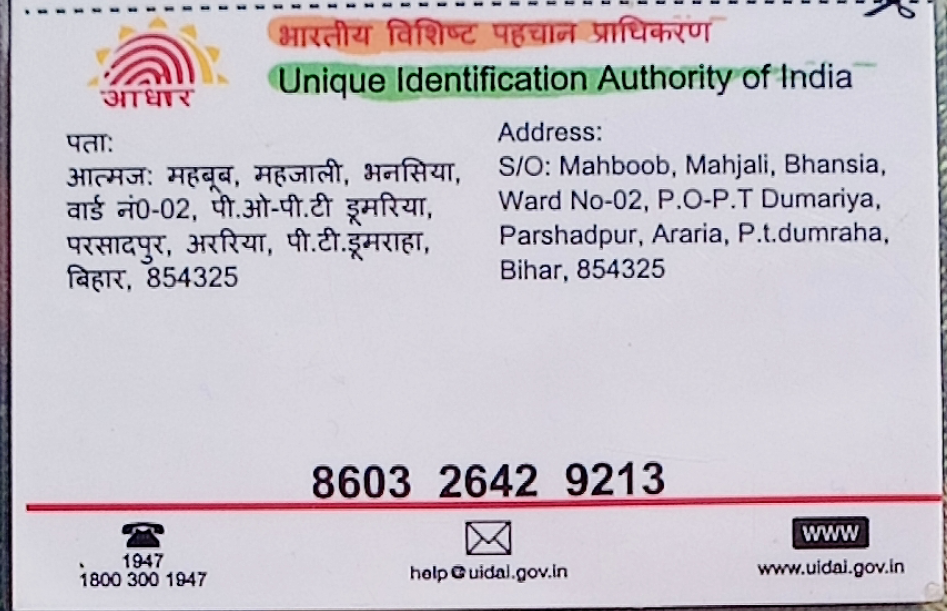 भारतीय विशिष्ट पहचान प्राधिकरण
Unique Identification Authority of India
आधार
पता:
आत्मज: महबूब, महजाली, भनसिया,
वार्ड नं0-02, पी.ओ-पी.टी डूमरिया,
परसादपुर, अररिया, पी.टी.डूमराहा,
बिहार, 854325
Address:
S/O: Mahboob, Mahjali, Bhansia,
Ward No-02, P.O-P.T Dumariya,
Parshadpur, Araria, P.t.dumraha,
Bihar, 854325
8603 2642 9213
1947
1800 300 1947
help@uidai.gov.in
www
www.uidai.gov.in